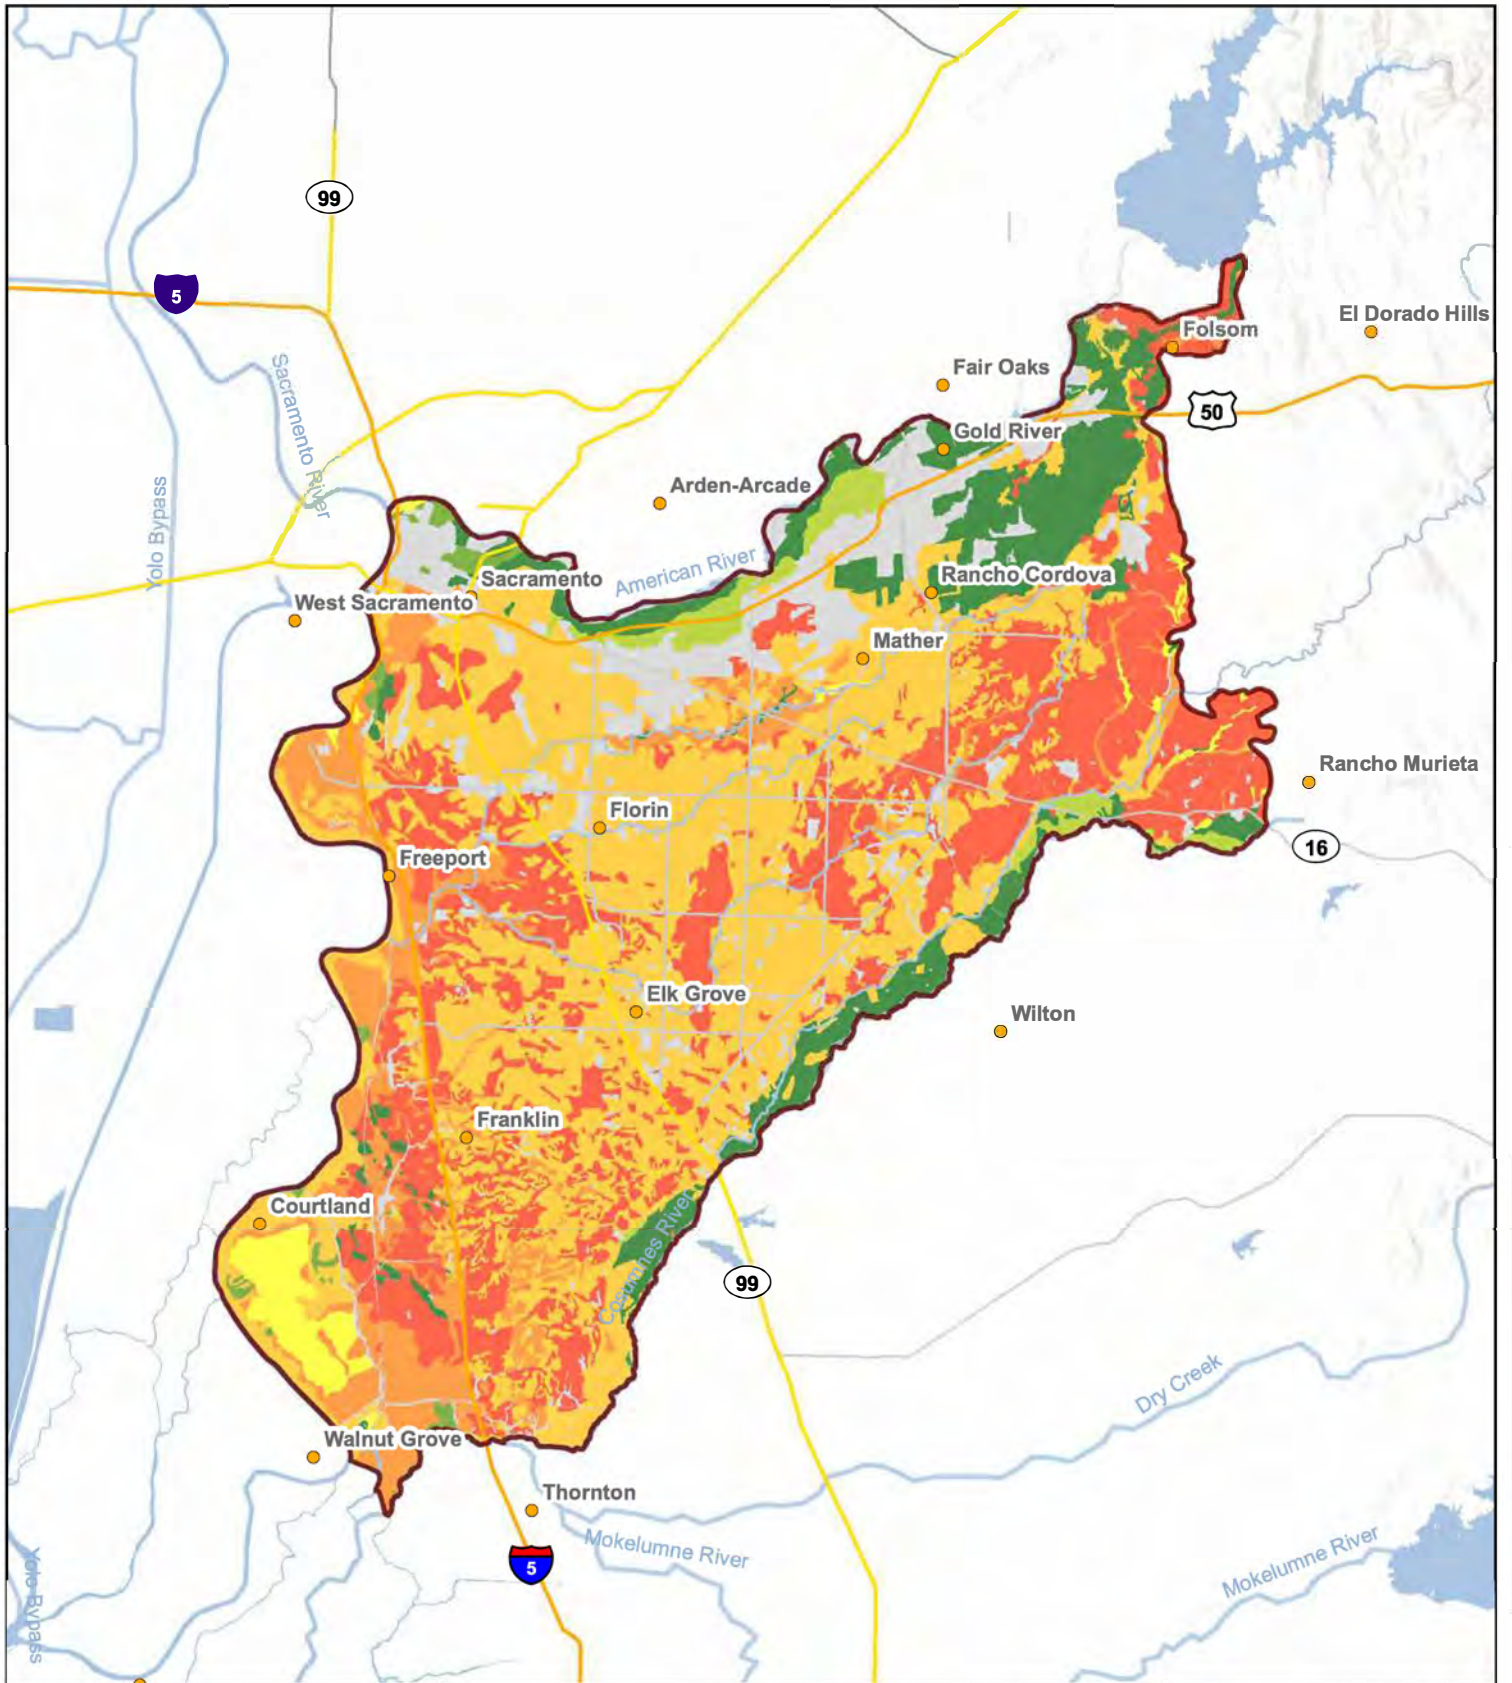 99
5
El Dorado Hills
Folsom
Fair Oaks
50
Sacramento River
Gold River
Arden-Arcade
Yolo Bypass
American River
Sacramento
Rancho Cordova
West Sacramento
Mather
Rancho Murieta
Florin
16
Freeport
Elk Grove
Wilton
Franklin
Courtland
Cosumnes River
99
Dry Creek
Walnut Grove
Thornton
Mokelumne River
5
Mokelumne River
Yolo Bypass